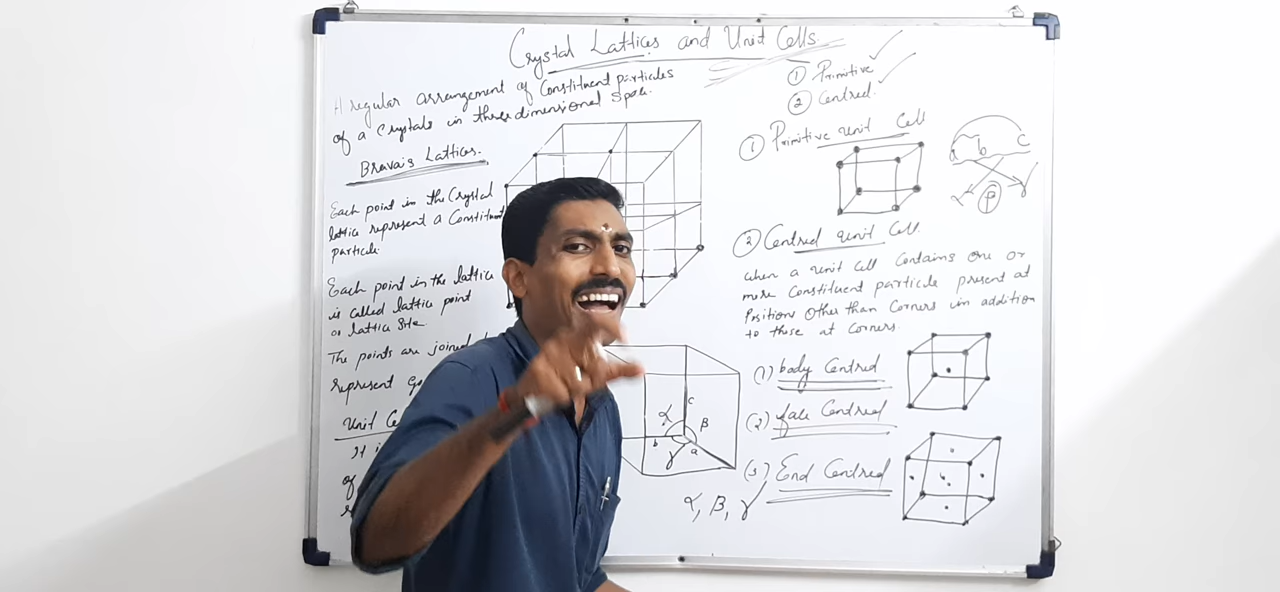 Crystal Lattices and Unit Cells.
A regular arrangement of Constituent particles
of a Crystals in three dimensional Space.
Bravais Lattices.
Each point in the Crystal
lattice represent a Constituent
particle.
Each point in the lattice
is called lattice point
or lattice Site.
The points are joined
represent
Unit
It i
of
α
β
γ
a
b
c
α, β, γ
① Primitive
② Centred.
① Primitive Unit Cell
a b c
α P γ
② Centred Unit Cell.
when a Unit Cell Contains One or
more Constituent particle present at
Positions Other than Corners in addition
to those at Corners.
(1) body Centred
(2) face Centred
(3) End Centred